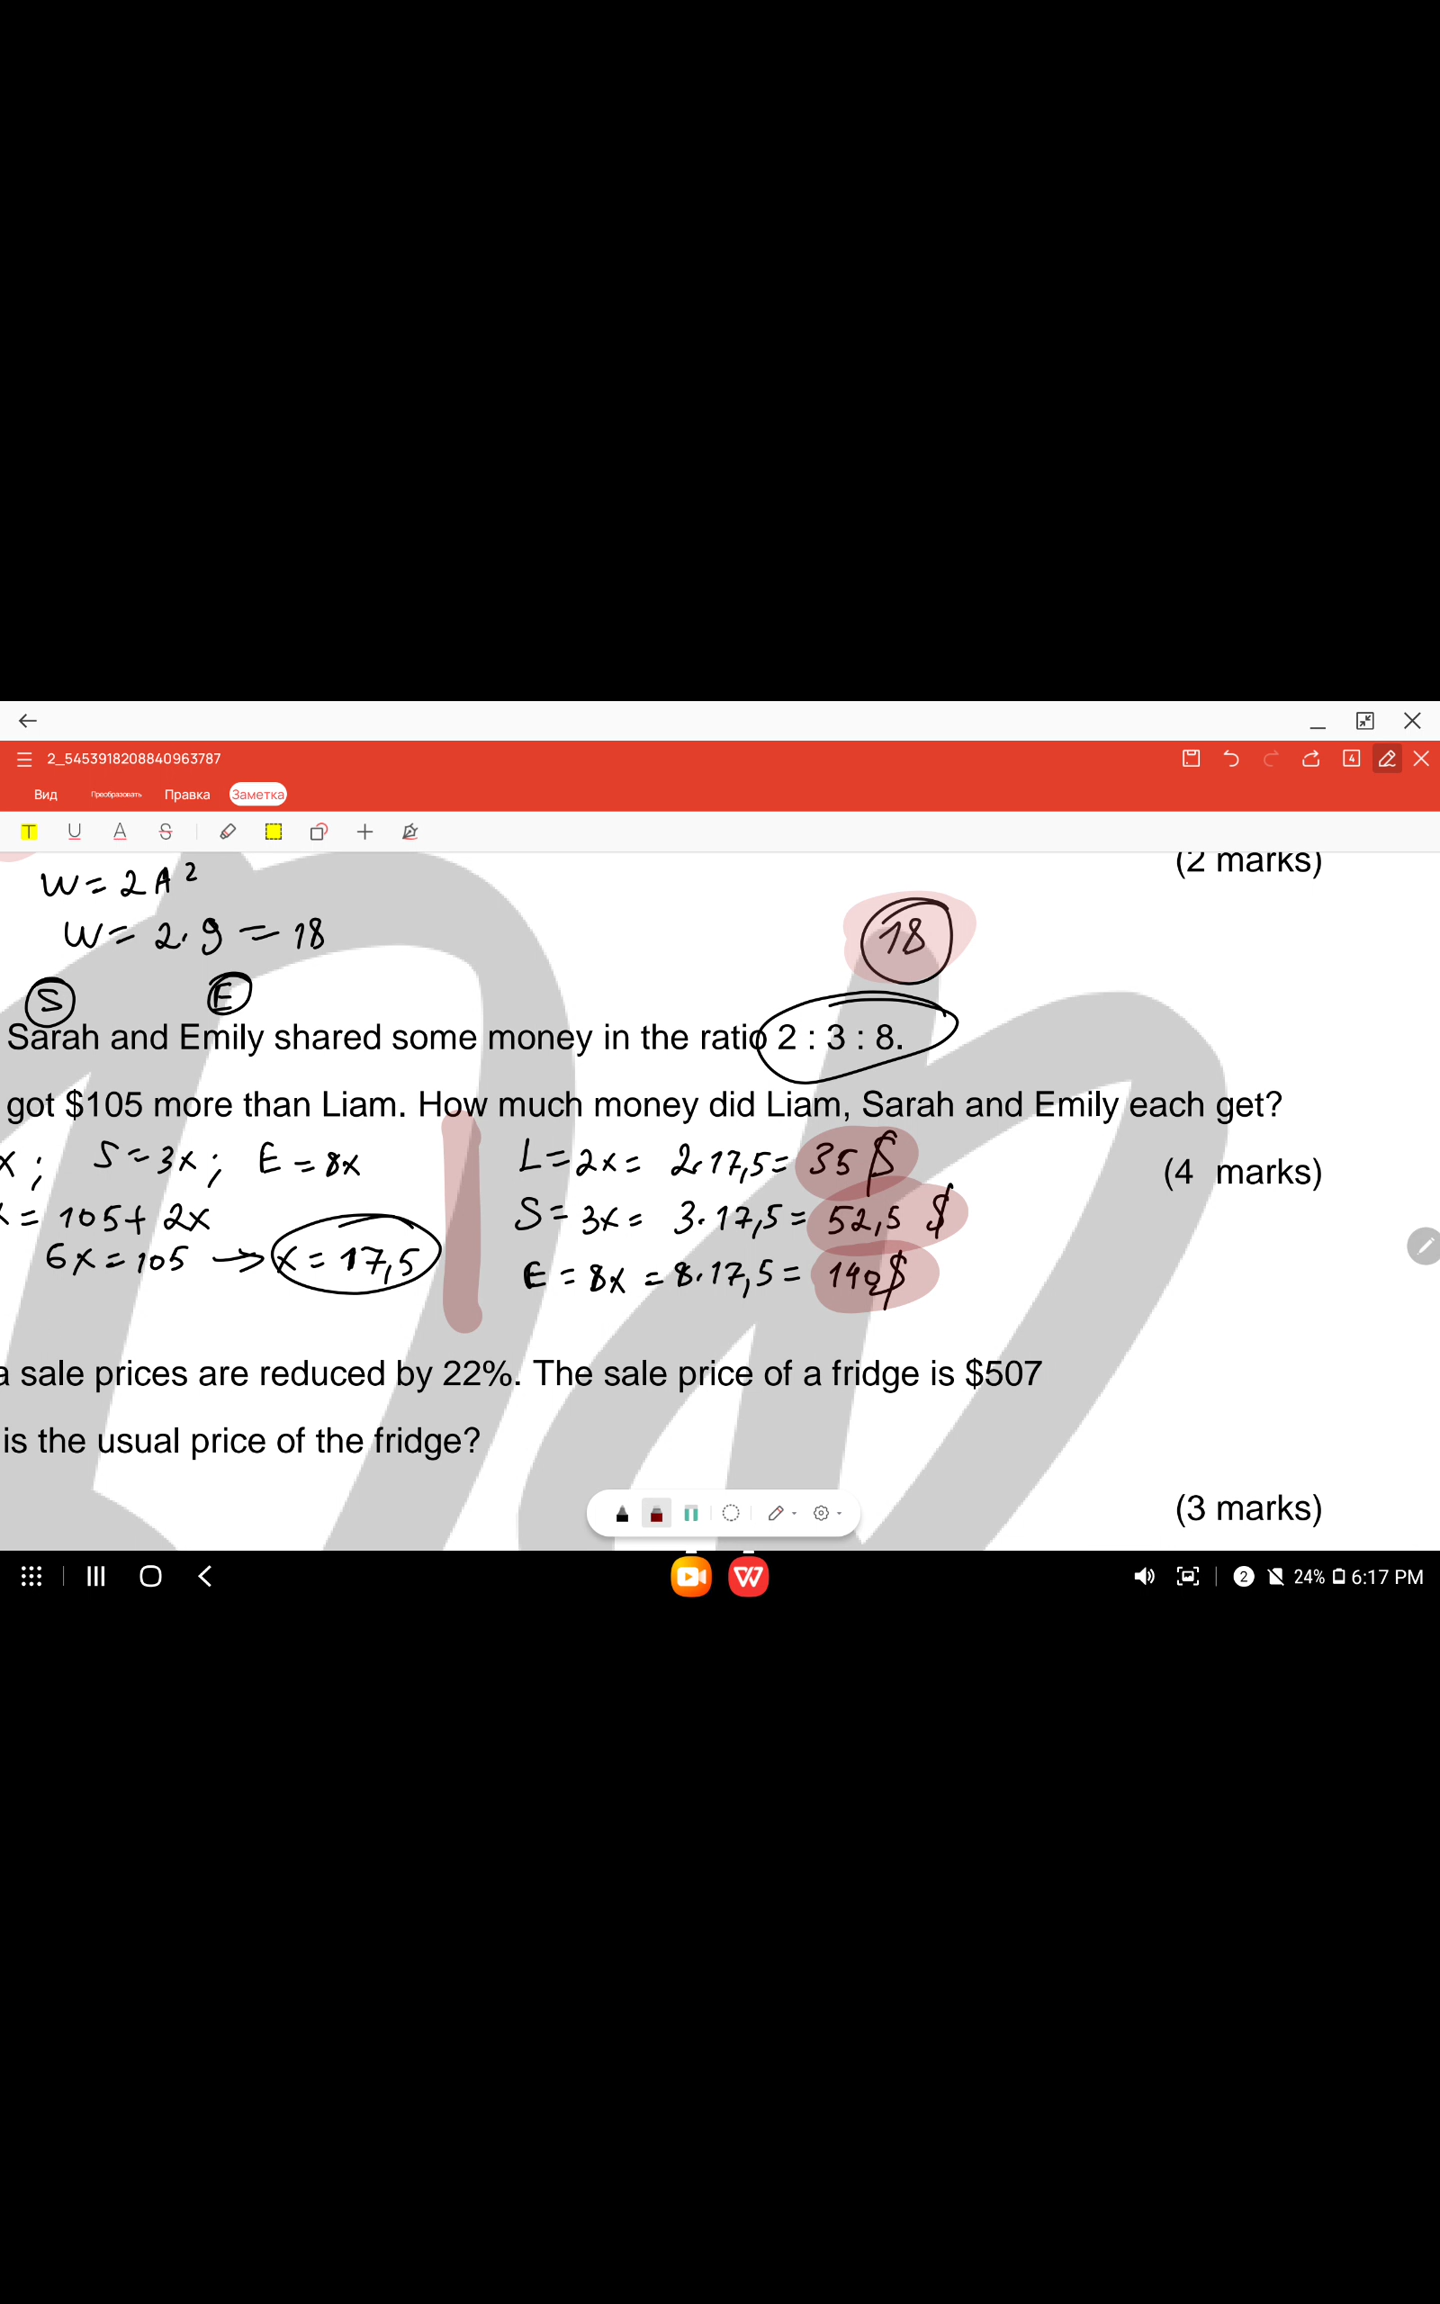 2_5453918208840963787
4
Вид Преобразовать Правка Заметка
T U A S
(2 marks)
W = 2A²
W = 2·9 = 18
18
S E
Sarah and Emily shared some money in the ratio 2 : 3 : 8.
got $105 more than Liam. How much money did Liam, Sarah and Emily each get?
x; S = 3x; E = 8x
L = 2x = 2·17,5 = 35 $
(4 marks)
x = 105 + 2x
S = 3x = 3·17,5 = 52,5 $
6x = 105 → x = 17,5
E = 8x = 8·17,5 = 140$
a sale prices are reduced by 22%. The sale price of a fridge is $507
is the usual price of the fridge?
(3 marks)
2 24% 6:17 PM